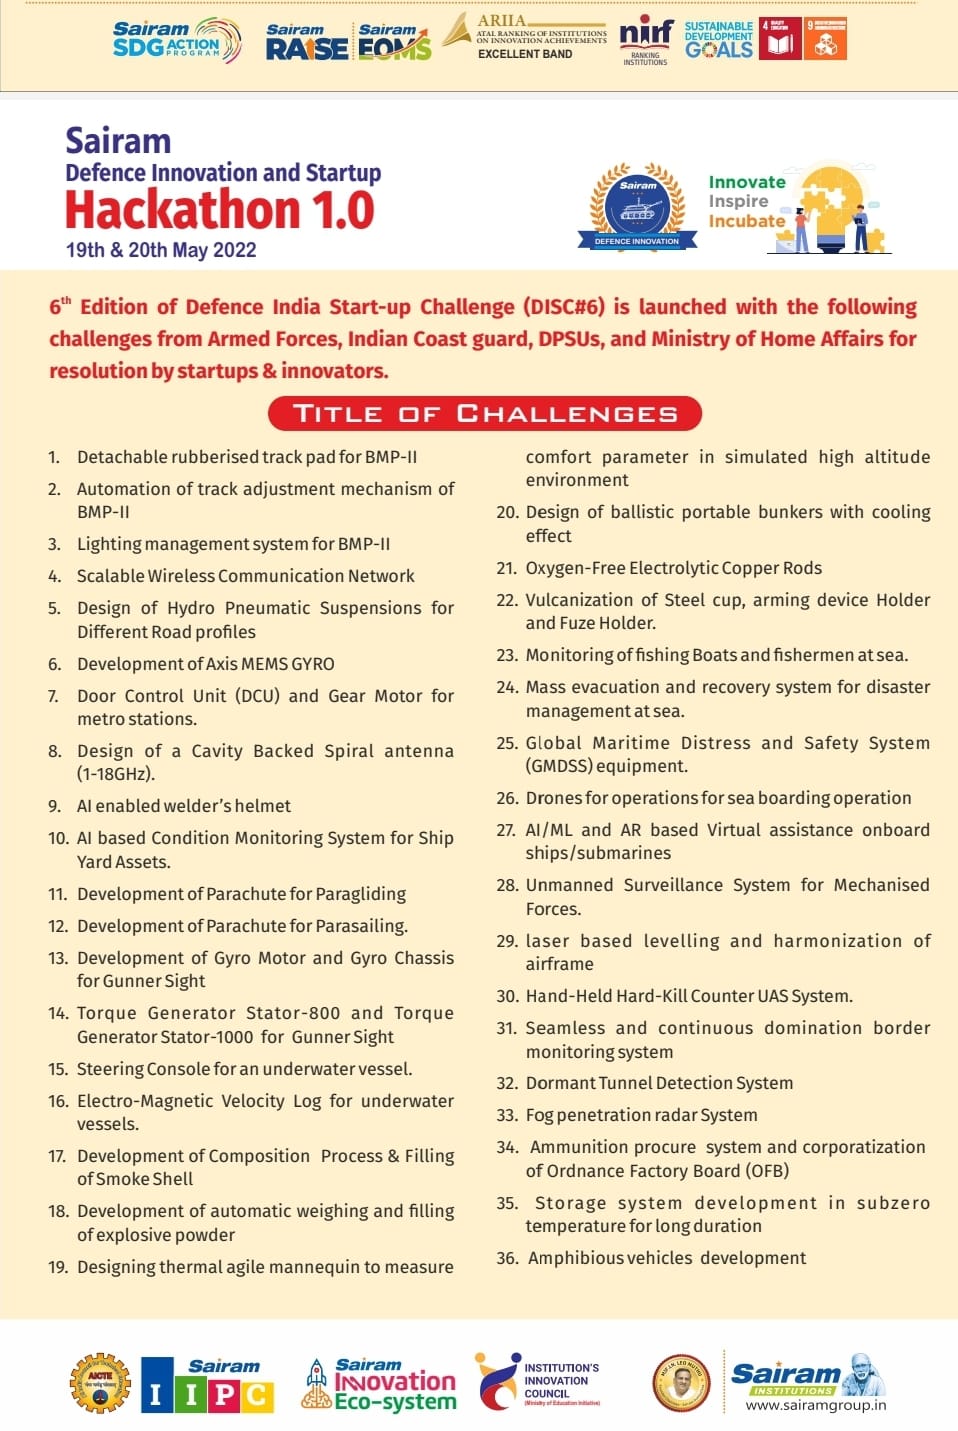 Sairam
SDG ACTION
PROGRAM
Sairam
RAISE
Sairam
EOMS
ARIIA
ATAL RANKING OF INSTITUTIONS
ON INNOVATION ACHIEVEMENTS
EXCELLENT BAND
nirf
RANKING
INSTITUTIONS
SUSTAINABLE
DEVELOPMENT
GOALS
4 QUALITY
EDUCATION
9
Sairam
Defence Innovation and Startup
Hackathon 1.0
19th & 20th May 2022
Sairam
DEFENCE INNOVATION
Innovate
Inspire
Incubate
6th Edition of Defence India Start-up Challenge (DISC#6) is launched with the following
challenges from Armed Forces, Indian Coast guard, DPSUs, and Ministry of Home Affairs for
resolution by startups & innovators.
TITLE OF CHALLENGES
1. Detachable rubberised track pad for BMP-II
2. Automation of track adjustment mechanism of
BMP-II
3. Lighting management system for BMP-II
4. Scalable Wireless Communication Network
5. Design of Hydro Pneumatic Suspensions for
Different Road profiles
6. Development of Axis MEMS GYRO
7. Door Control Unit (DCU) and Gear Motor for
metro stations.
8. Design of a Cavity Backed Spiral antenna
(1-18GHz).
9. AI enabled welder's helmet
10. AI based Condition Monitoring System for Ship
Yard Assets.
11. Development of Parachute for Paragliding
12. Development of Parachute for Parasailing.
13. Development of Gyro Motor and Gyro Chassis
for Gunner Sight
14. Torque Generator Stator-800 and Torque
Generator Stator-1000 for Gunner Sight
15. Steering Console for an underwater vessel.
16. Electro-Magnetic Velocity Log for underwater
vessels.
17. Development of Composition Process & Filling
of Smoke Shell
18. Development of automatic weighing and filling
of explosive powder
19. Designing thermal agile mannequin to measure
comfort parameter in simulated high altitude
environment
20. Design of ballistic portable bunkers with cooling
effect
21. Oxygen-Free Electrolytic Copper Rods
22. Vulcanization of Steel cup, arming device Holder
and Fuze Holder.
23. Monitoring of fishing Boats and fishermen at sea.
24. Mass evacuation and recovery system for disaster
management at sea.
25. Global Maritime Distress and Safety System
(GMDSS) equipment.
26. Drones for operations for sea boarding operation
27. AI/ML and AR based Virtual assistance onboard
ships/submarines
28. Unmanned Surveillance System for Mechanised
Forces.
29. laser based levelling and harmonization of
airframe
30. Hand-Held Hard-Kill Counter UAS System.
31. Seamless and continuous domination border
monitoring system
32. Dormant Tunnel Detection System
33. Fog penetration radar System
34. Ammunition procure system and corporatization
of Ordnance Factory Board (OFB)
35. Storage system development in subzero
temperature for long duration
36. Amphibious vehicles development
AICTE
Sairam
IIPC
Sairam
Innovation
Eco-system
INSTITUTION'S
INNOVATION
COUNCIL
(Ministry of Education Initiative)
Sairam
INSTITUTIONS
www.sairamgroup.in